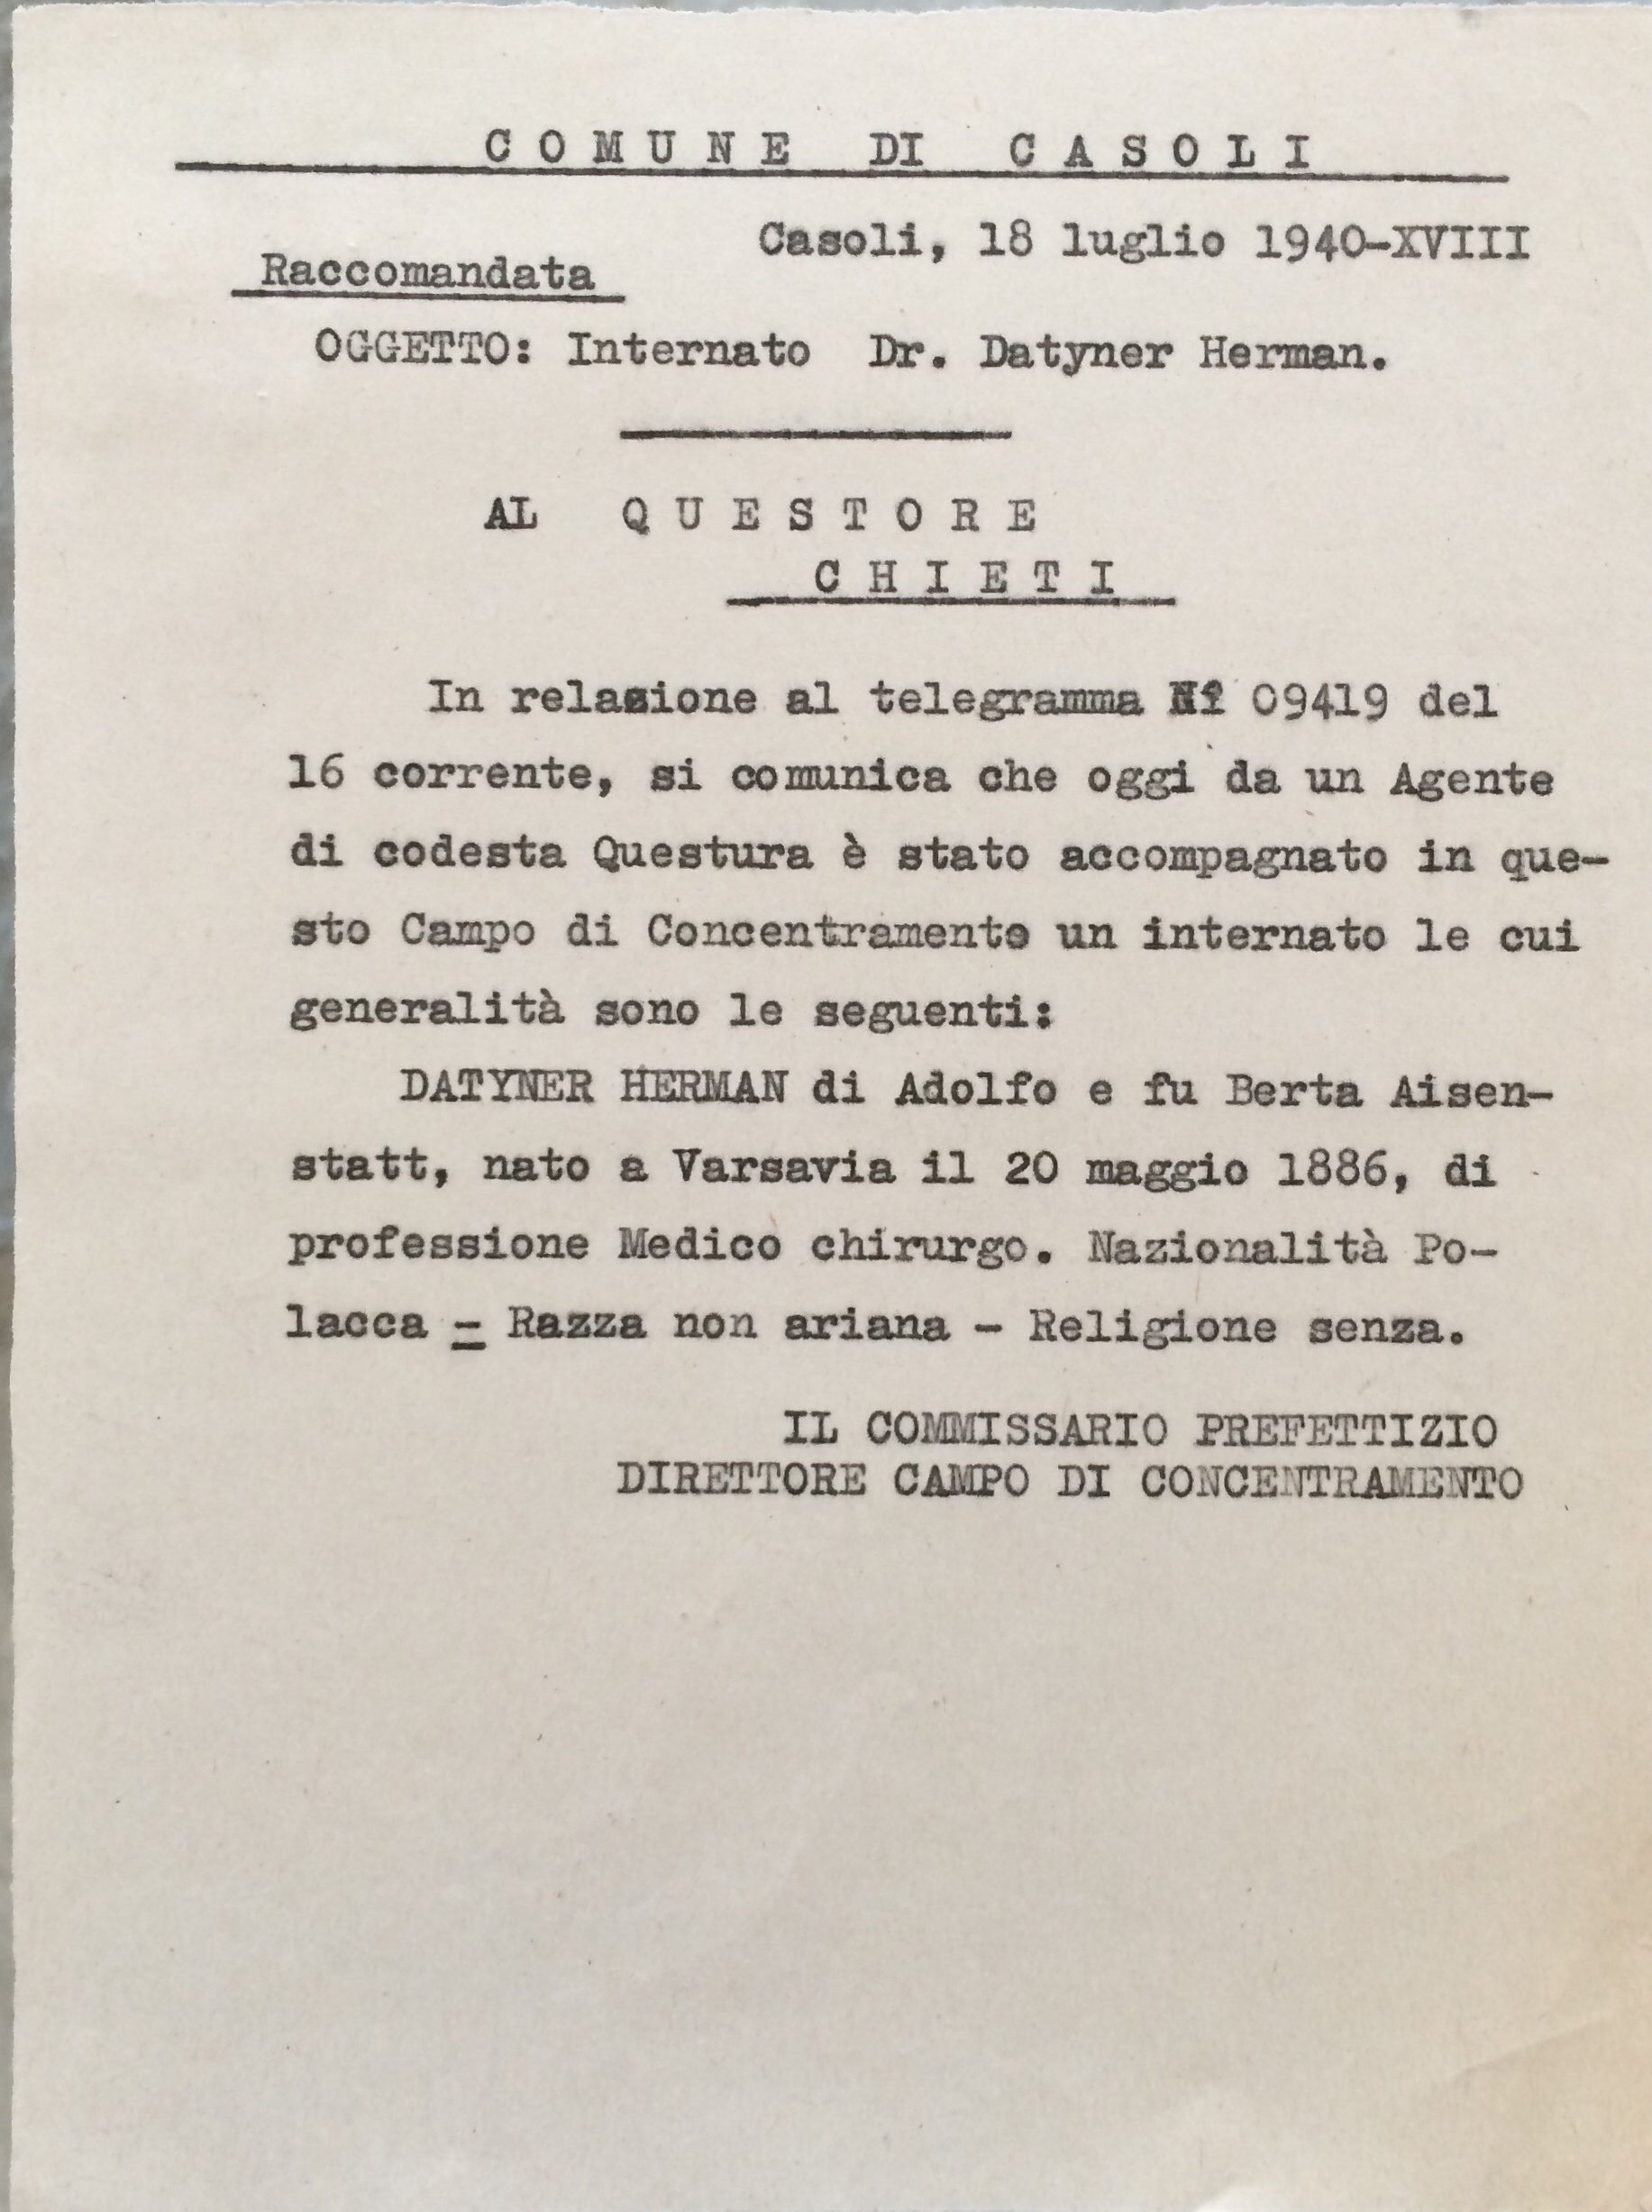 COMUNE DI CASOLI
Casoli, 18 luglio 1940-XVIII
Raccomandata
OGGETTO: Internato Dr. Datyner Herman.
AL QUESTORE
CHIETI
In relazione al telegramma 09419 del
16 corrente, si comunica che oggi da un Agente
di codesta Questura è stato accompagnato in que-
sto Campo di Concentramento un internato le cui
generalità sono le seguenti:
DATYNER HERMAN di Adolfo e fu Berta Aisen-
statt, nato a Varsavia il 20 maggio 1886, di
professione Medico chirurgo. Nazionalità Po-
lacca - Razza non ariana - Religione senza.
IL COMMISSARIO PREFETTIZIO
DIRETTORE CAMPO DI CONCENTRAMENTO